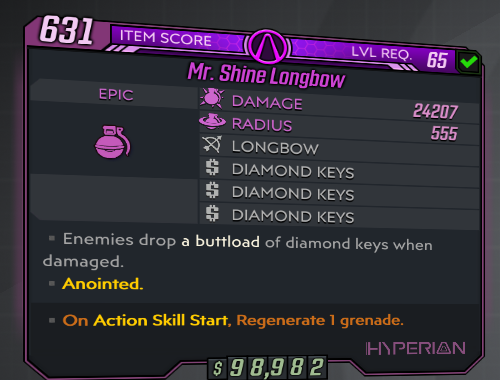 631 ITEM SCORE LVL REQ. 65
Mr. Shine Longbow
EPIC
DAMAGE 24207
RADIUS 555
LONGBOW
$ DIAMOND KEYS
$ DIAMOND KEYS
$ DIAMOND KEYS
Enemies drop a buttload of diamond keys when
damaged.
Anointed.
On Action Skill Start, Regenerate 1 grenade.
HYPERION
$ 98,982